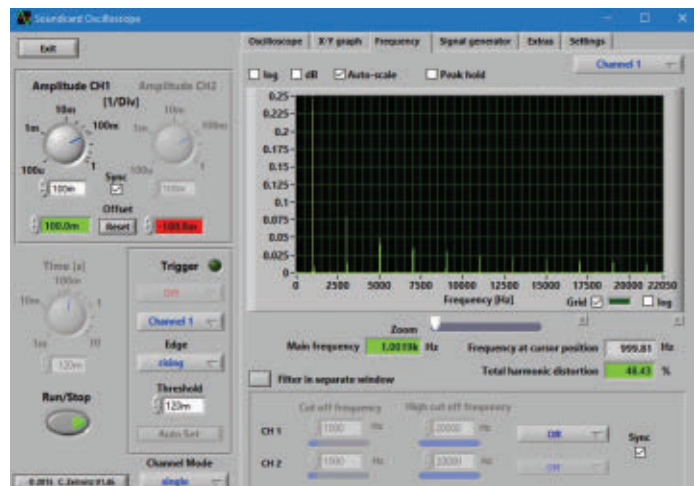 Soundcard Oscilloscope
Exit
Oscilloscope X-Y graph Frequency Signal generator Extras Settings
log dB Auto-scale Peak hold Channel 1
Amplitude CH1 Amplitude CH2
[1/Div]
10m 10m
1m 100m 1m 100m
100u 1 100u 1
Sync
100m 100m
Offset
100.0m Reset -100.0m
0.25
0.225
0.2
0.175
0.15
0.125
0.1
0.075
0.05
0.025
0
0 2500 5000 7500 10000 12500 15000 17500 20000 22050
Frequency [Hz]
Grid log
Time [s]
100m
10m 1
1m 10
120m
Run/Stop
Trigger
Off
Channel 1
Edge
rising
Threshold
120m
Auto Set
Channel Mode
single
Zoom
Main frequency 1.0019k Hz
Frequency at cursor position 999.81 Hz
Total harmonic distortion 48.43 %
Filter in separate window
Cut off frequency High cut off frequency
CH 1 1000 Hz 20000 Hz Off
Sync
CH 2 1000 Hz 20000 Hz Off